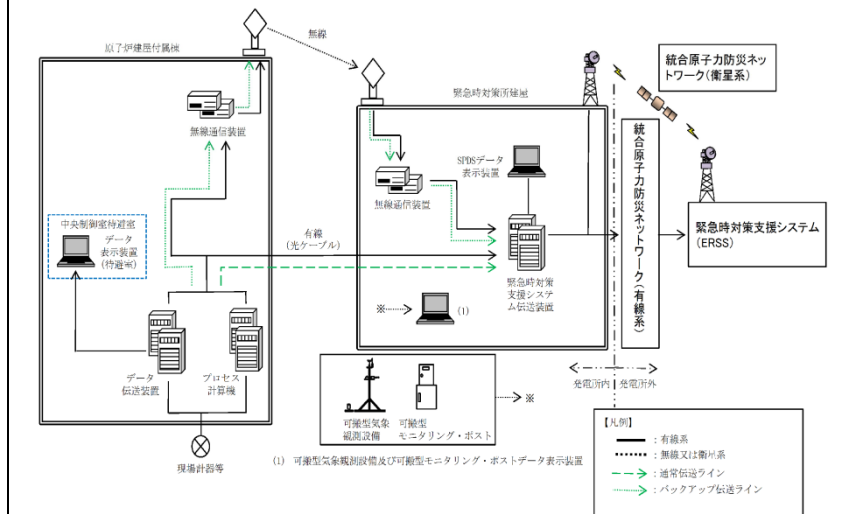 無線
原子炉建屋付属棟
無線通信装置
中央制御室待避室
データ
表示装置
(待避室)
データ
伝送装置
プロセス
計算機
現場計器等
有線
(光ケーブル)
緊急時対策所建屋
SPDSデータ
表示装置
無線通信装置
緊急時対策
支援システ
ム伝送装置
※
(1)
可搬型気象
観測設備
可搬型
モニタリング・ポスト
※
(1) 可搬型気象観測設備及び可搬型モニタリング・ポストデータ表示装置
統合原子力防災ネッ
トワーク(衛星系)
統合原子力防災ネットワーク(有線系)
緊急時対策支援システム
(ERSS)
発電所内
発電所外
【凡例】
:有線系
:無線又は衛星系
:通常伝送ライン
:バックアップ伝送ライン